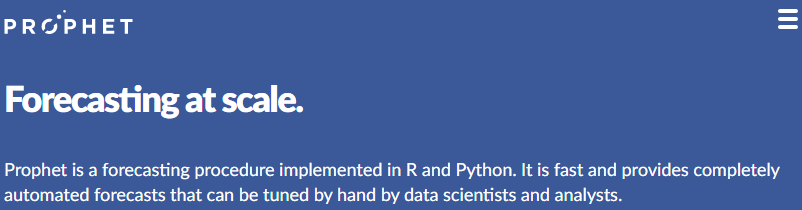 PROPHET
Forecasting at scale.
Prophet is a forecasting procedure implemented in R and Python. It is fast and provides completely
automated forecasts that can be tuned by hand by data scientists and analysts.